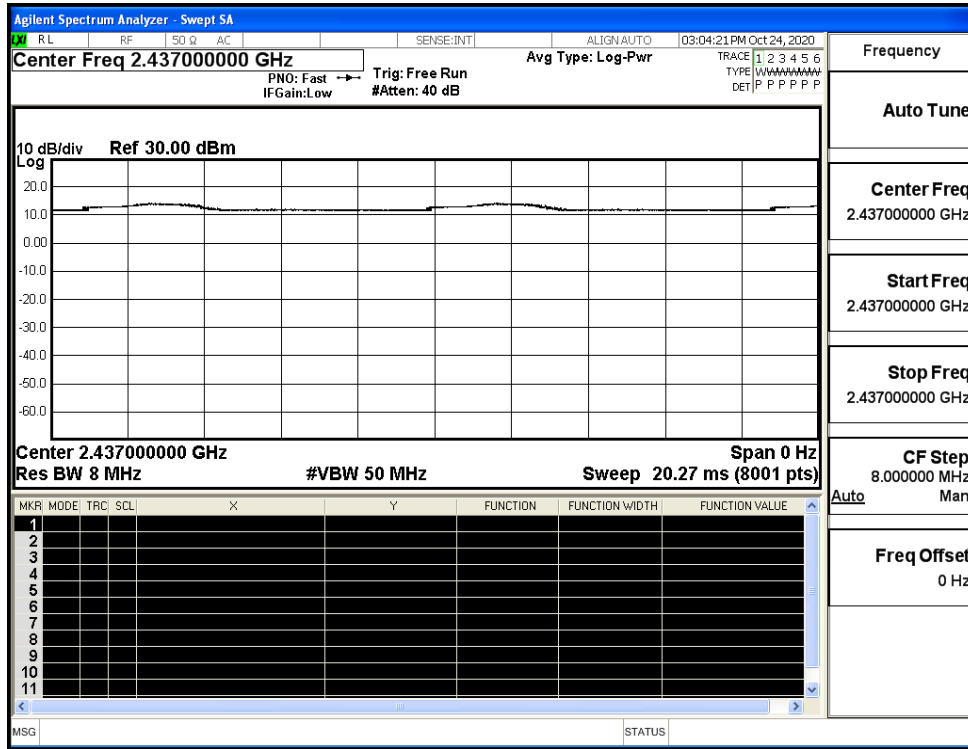 Agilent Spectrum Analyzer - Swept SA
LXI RL RF 50 Ω AC SENSE:INT ALIGN AUTO 03:04:21 PM Oct 24, 2020
Center Freq 2.437000000 GHz
PNO: Fast
IFGain:Low
Trig: Free Run
#Atten: 40 dB
Avg Type: Log-Pwr
TRACE 1 2 3 4 5 6
TYPE WWWWWW
DET P P P P P P
10 dB/div Ref 30.00 dBm
Log
20.0
10.0
0.00
-10.0
-20.0
-30.0
-40.0
-50.0
-60.0
Center 2.437000000 GHz Span 0 Hz
Res BW 8 MHz #VBW 50 MHz Sweep 20.27 ms (8001 pts)
MKR MODE TRC SCL X Y FUNCTION FUNCTION WIDTH FUNCTION VALUE
1
2
3
4
5
6
7
8
9
10
11
MSG STATUS
Frequency
Auto Tune
Center Freq
2.437000000 GHz
Start Freq
2.437000000 GHz
Stop Freq
2.437000000 GHz
CF Step
8.000000 MHz
Auto Man
Freq Offset
0 Hz